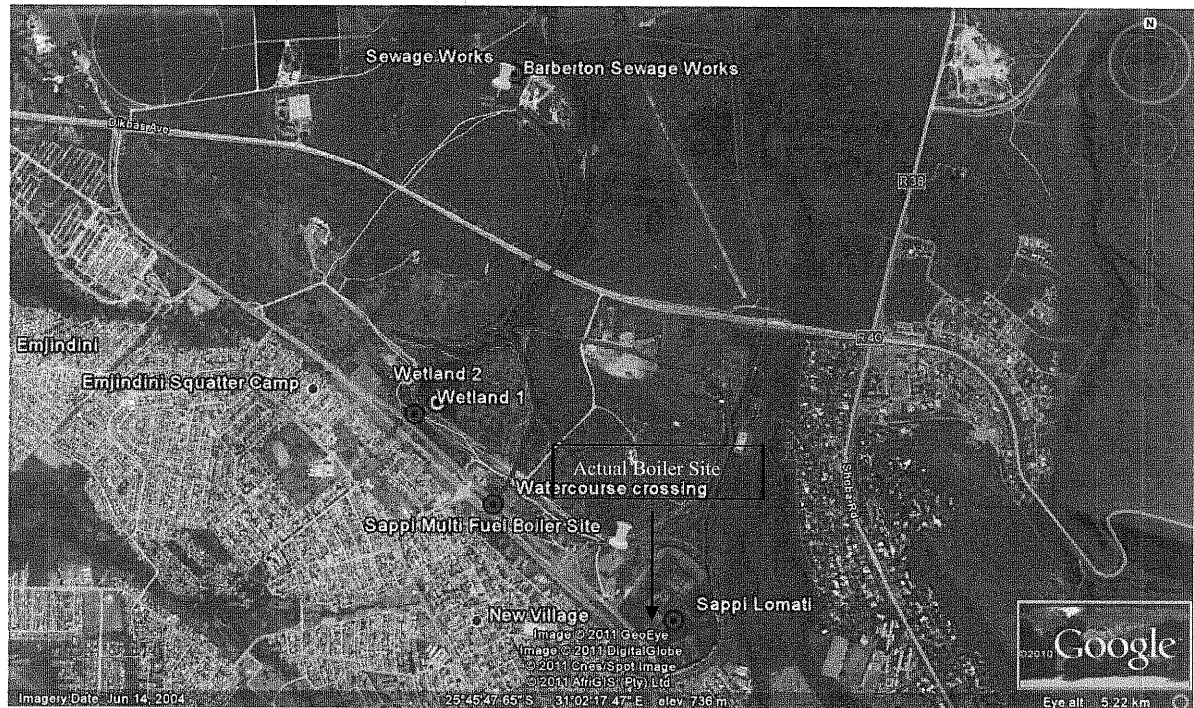 N
Sewage Works
Barberton Sewage Works
Dikbas Ave
R38
R40
Emjindini
Emjindini Squatter Camp
Wetland 2
Wetland 1
Actual Boiler Site
Watercourse crossing
Sappi Multi Fuel Boiler Site
Sheba Rd
New Village
Sappi Lomati
Image © 2011 GeoEye
Image © 2011 DigitalGlobe
© 2011 Cnes/Spot Image
© 2011 AfriGIS (Pty) Ltd
©2010 Google
Imagery Date: Jun 14, 2004
25°45'47.65" S 31°02'17.47" E elev 736 m
Eye alt 5.22 km